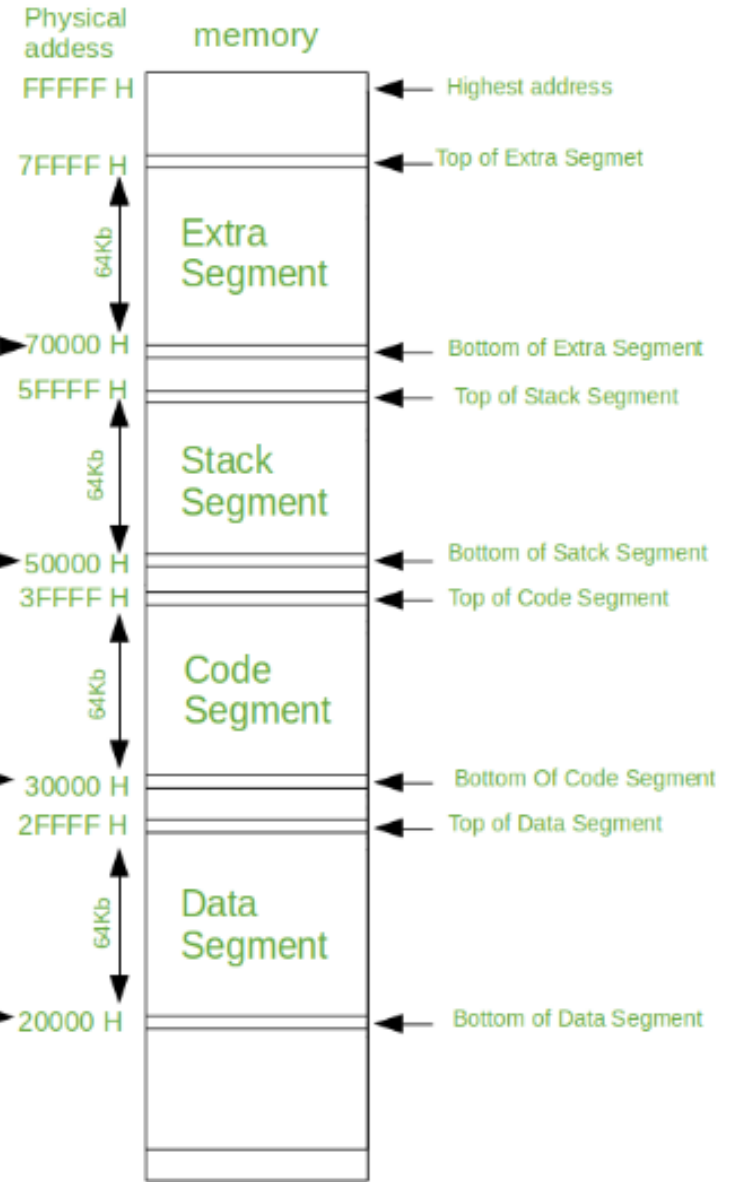 Physical
addess
memory
FFFFF H
Highest address
7FFFF H
Top of Extra Segmet
64Kb
Extra
Segment
70000 H
Bottom of Extra Segment
5FFFF H
Top of Stack Segment
64Kb
Stack
Segment
50000 H
Bottom of Satck Segment
3FFFF H
Top of Code Segment
64Kb
Code
Segment
30000 H
Bottom Of Code Segment
2FFFF H
Top of Data Segment
64Kb
Data
Segment
20000 H
Bottom of Data Segment